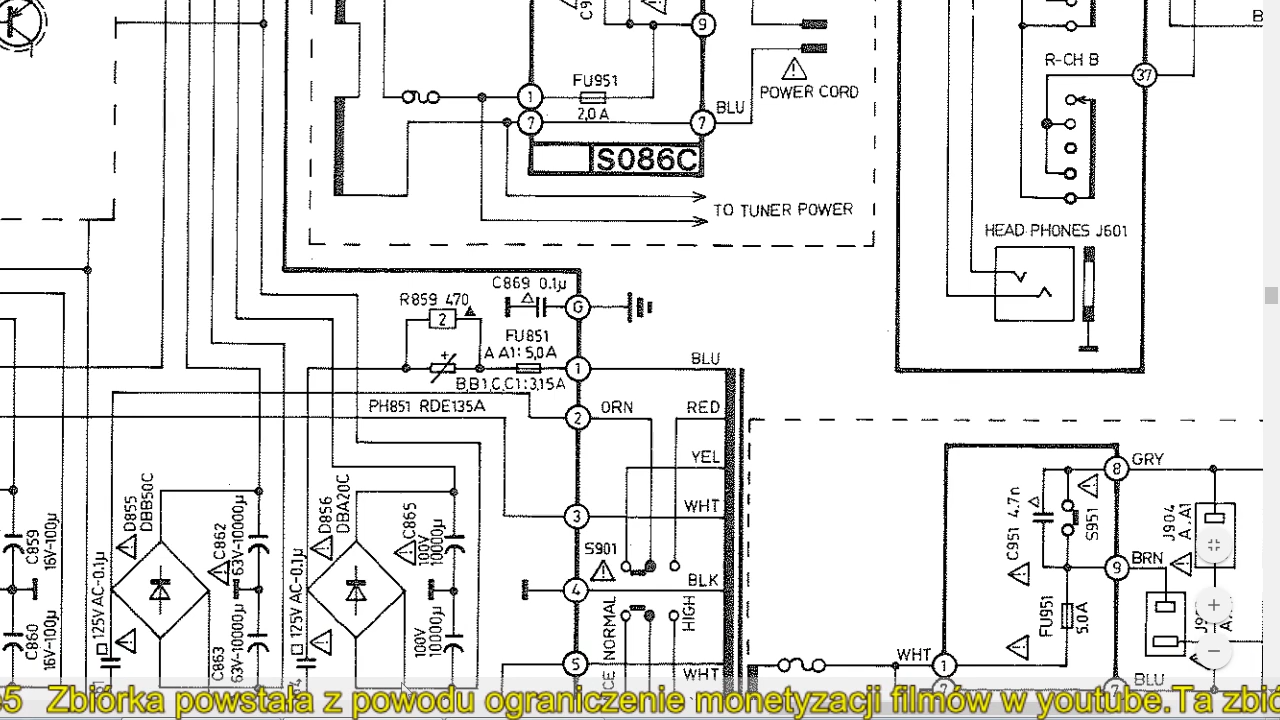 9
R-CH B
37
FU951
1
2,0 A
POWER CORD
BLU
7
7
S086C
TO TUNER POWER
HEAD PHONES J601
C869 0.1µ
G
R859 470
2
FU851
A A1: 5,0A
1
BLU
B,B1,C,C1:3,15A
PH851 RDE135A
2
ORN
RED
YEL
WHT
3
8
GRY
D855
DBB50C
C862
63V-10000µ
D856
DBA20C
C865
100V
10000µ
C859
16V-100µ
C951 4.7n
S951
J904
A.A1
S901
BRN
9
125V AC-0.1µ
125V AC-0.1µ
BLK
4
C860
16V-100µ
C863
63V-10000µ
100V
10000µ
NORMAL
HIGH
FU951
5.0A
5
WHT
WHT
1
BLU
Zbiórka powstała z powodu ograniczenie monetyzacji filmów w youtube.Ta